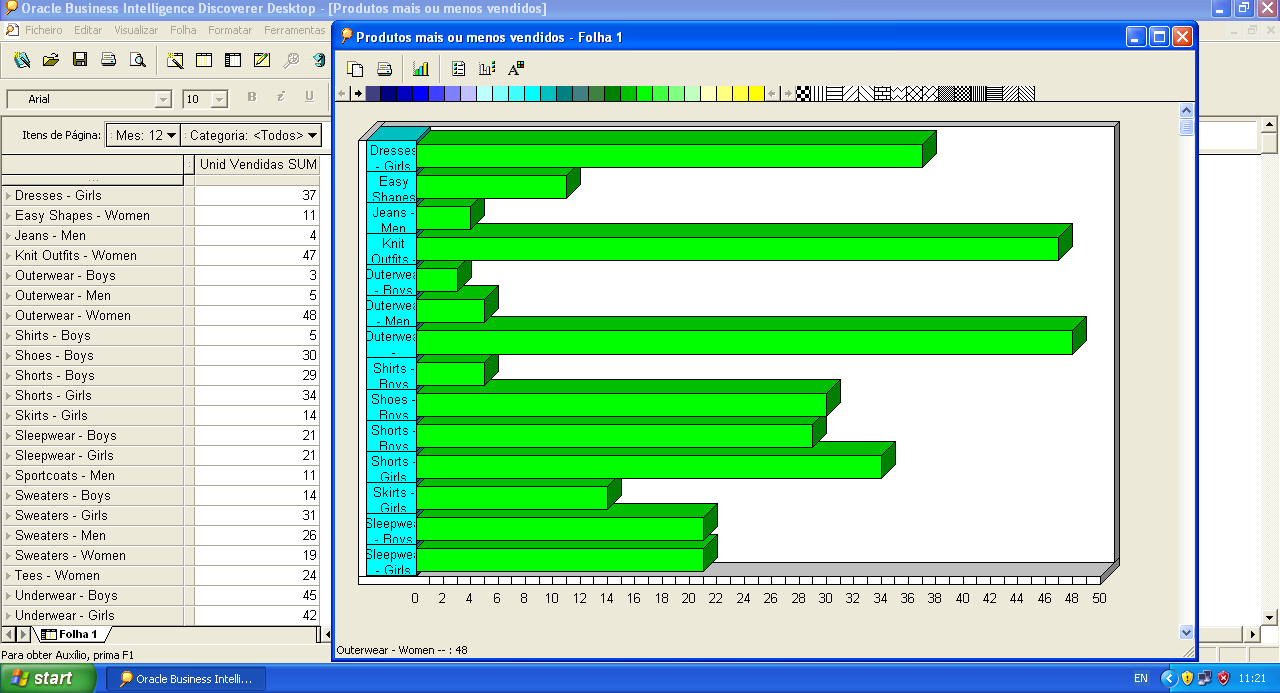 Oracle Business Intelligence Discoverer Desktop - [Produtos mais ou menos vendidos]
Ficheiro Editar Visualizar Folha Formatar Ferramentas
Arial 10 B i U
Itens de Página: Mes: 12 Categoria: <Todos>
Unid Vendidas SUM
Dresses - Girls 37
Easy Shapes - Women 11
Jeans - Men 4
Knit Outfits - Women 47
Outerwear - Boys 3
Outerwear - Men 5
Outerwear - Women 48
Shirts - Boys 5
Shoes - Boys 30
Shorts - Boys 29
Shorts - Girls 34
Skirts - Girls 14
Sleepwear - Boys 21
Sleepwear - Girls 21
Sportcoats - Men 11
Sweaters - Boys 14
Sweaters - Girls 31
Sweaters - Men 26
Sweaters - Women 19
Tees - Women 24
Underwear - Boys 45
Underwear - Girls 42
Folha 1
Para obter Auxílio, prima F1
Produtos mais ou menos vendidos - Folha 1
Dresses
- Girls
Easy
Shapes
Jeans -
Men
Knit
Outfits -
Outerwea
- Boys
Outerwea
- Men
Outerwea
-
Shirts -
Boys
Shoes -
Boys
Shorts -
Boys
Shorts -
Girls
Skirts -
Girls
Sleepwea
- Boys
Sleepwea
- Girls
0 2 4 6 8 10 12 14 16 18 20 22 24 26 28 30 32 34 36 38 40 42 44 46 48 50
Outerwear - Women -- : 48
start
Oracle Business Intelli...
EN
11:21